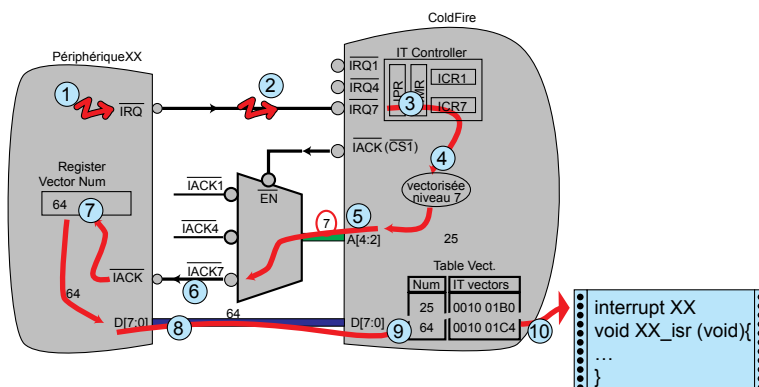 ColdFire
PériphériqueXX
IRQ1
IT Controller
IRQ4
ICR1
1
2
IPR
IMR
IRQ
IRQ7
3
ICR7
IACK (CS1)
4
Register
Vector Num
IACK1
EN
vectorisée
niveau 7
64
7
7
5
IACK4
A[4:2]
25
IACK
IACK7
Table Vect.
6
Num
IT vectors
64
25
0010 01B0
64
D[7:0]
8
D[7:0]
9
64
0010 01C4
10
interrupt XX
void XX_isr (void){
...
}